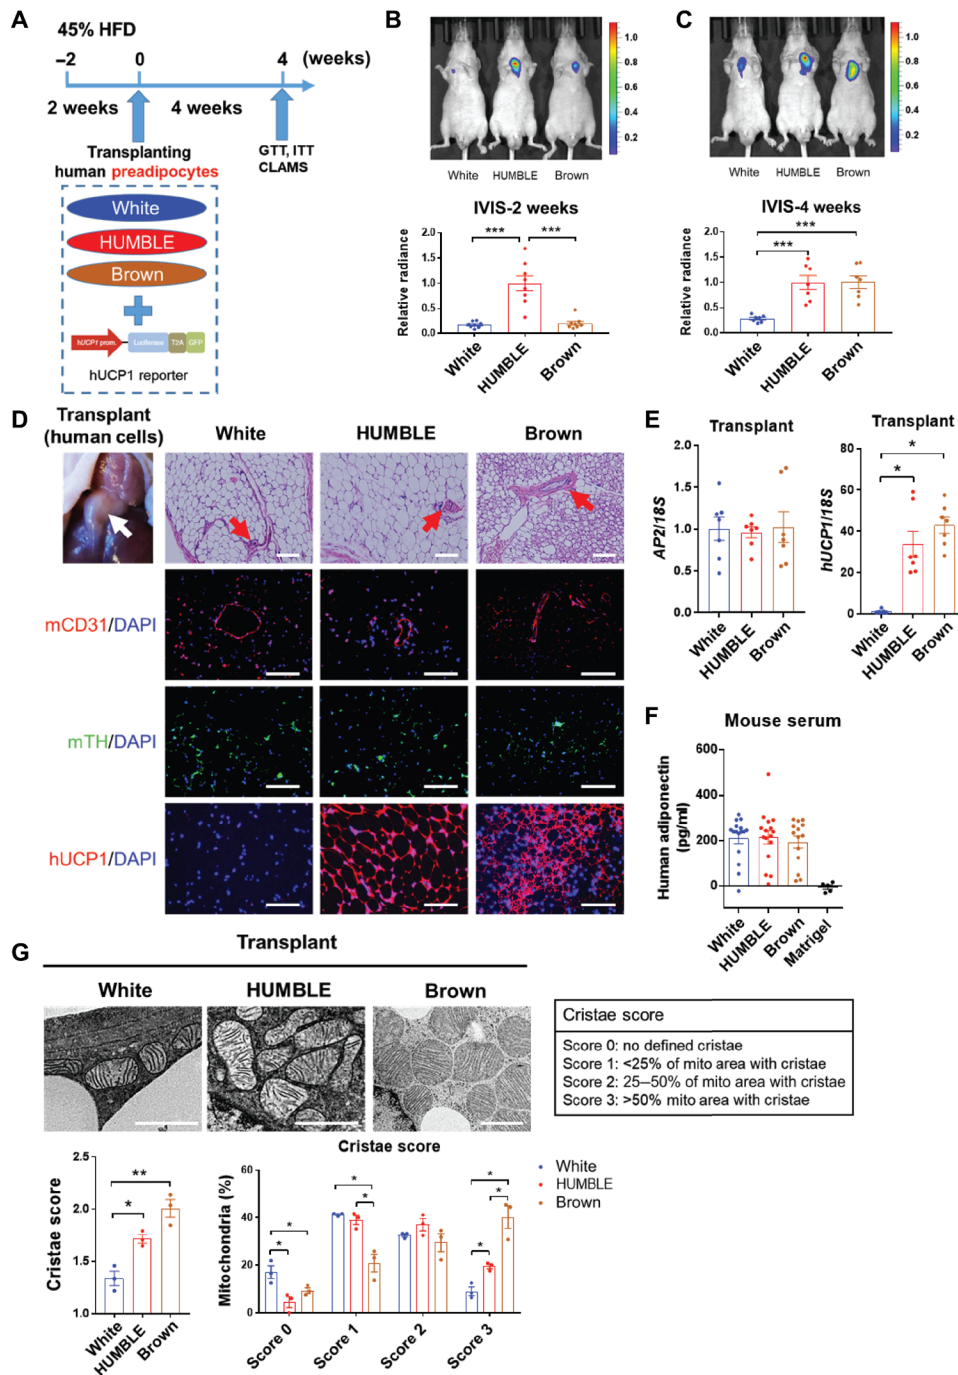 A
45% HFD
−2
0
4
(weeks)
2 weeks
4 weeks
Transplanting
human preadipocytes
GTT, ITT
CLAMS
White
HUMBLE
Brown
hUCP1 prom.
Luciferase
T2A
GFP
hUCP1 reporter
B
1.0
0.8
0.6
0.4
0.2
White
HUMBLE
Brown
IVIS-2 weeks
Relative radiance
2.0
1.5
1.0
0.5
0.0
***
***
White
HUMBLE
Brown
C
1.0
0.8
0.6
0.4
0.2
White
HUMBLE
Brown
IVIS-4 weeks
Relative radiance
2.0
1.5
1.0
0.5
0.0
***
***
White
HUMBLE
Brown
D
Transplant
(human cells)
White
HUMBLE
Brown
mCD31/DAPI
mTH/DAPI
hUCP1/DAPI
E
Transplant
AP2/18S
2.0
1.5
1.0
0.5
0.0
White
HUMBLE
Brown
Transplant
hUCP1/18S
80
60
40
20
0
*
*
White
HUMBLE
Brown
F
Mouse serum
Human adiponectin
(pg/ml)
600
400
200
0
White
HUMBLE
Brown
Matrigel
G
Transplant
White
HUMBLE
Brown
Cristae score
Score 0: no defined cristae
Score 1: <25% of mito area with cristae
Score 2: 25–50% of mito area with cristae
Score 3: >50% mito area with cristae
Cristae score
2.5
2.0
1.5
1.0
**
*
White
HUMBLE
Brown
Cristae score
Mitochondria (%)
60
40
20
0
*
*
*
*
*
*
*
Score 0
Score 1
Score 2
Score 3
White
HUMBLE
Brown